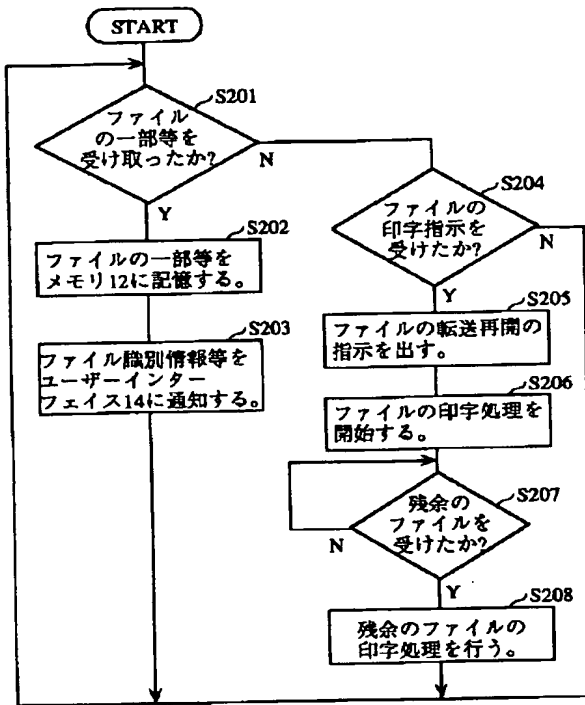 START
S201
ファイル
の一部等を
受け取ったか?
N
Y
S202
ファイルの一部等を
メモリ12に記憶する。
S203
ファイル識別情報等を
ユーザーインター
フェイス14に通知する。
S204
ファイルの
印字指示を
受けたか?
N
Y
S205
ファイルの転送再開の
指示を出す。
S206
ファイルの印字処理を
開始する。
S207
残余の
ファイルを
受けたか?
N
Y
S208
残余のファイルの
印字処理を行う。